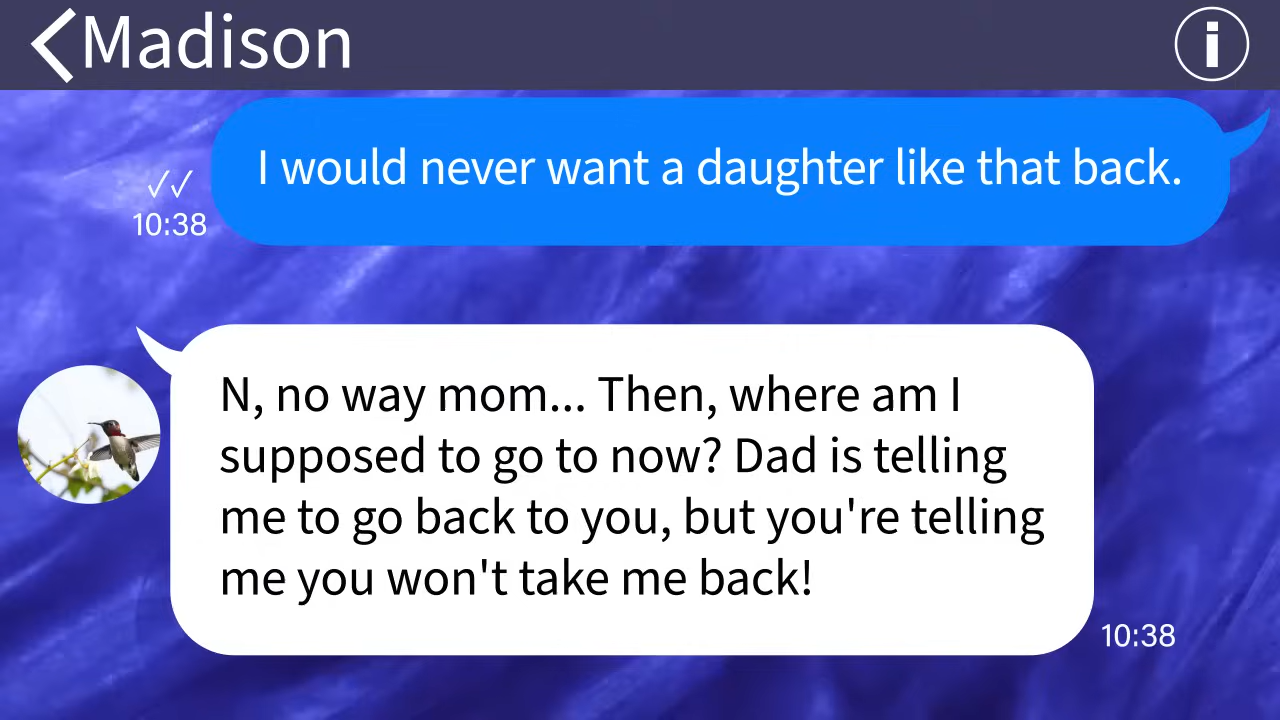 Madison
I would never want a daughter like that back.
✓✓
10:38
N, no way mom... Then, where am I
supposed to go to now? Dad is telling
me to go back to you, but you're telling
me you won't take me back!
10:38